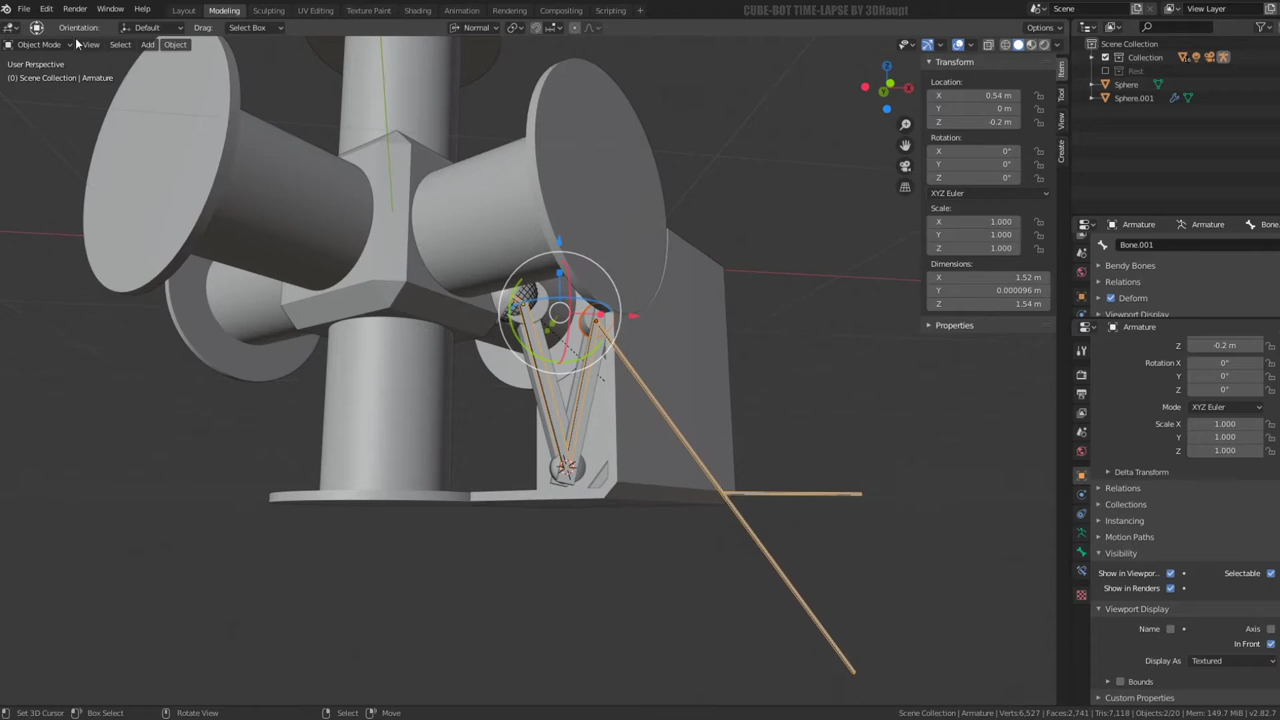 File Edit Render Window Help Layout Modeling Sculpting UV Editing Texture Paint Shading Animation Rendering Compositing Scripting CUBE-BOT TIME-LAPSE BY 3DHaupt Scene View Layer
Orientation: Default Drag: Select Box Normal Options
Object Mode View Select Add Object
User Perspective
(0) Scene Collection | Armature
Z
X
Y
Transform
Location:
X 0.54 m
Y 0 m
Z -0.2 m
Rotation:
X 0°
Y 0°
Z 0°
XYZ Euler
Scale:
X 1.000
Y 1.000
Z 1.000
Dimensions:
X 1.52 m
Y 0.000096 m
Z 1.54 m
Properties
Item
Tool
View
Create
Scene Collection
Collection
Rest
Sphere
Sphere.001
Armature Armature Bone.
Bone.001
Bendy Bones
Relations
Deform
Viewport Display
Armature
Z -0.2 m
Rotation X 0°
Y 0°
Z 0°
Mode XYZ Euler
Scale X 1.000
Y 1.000
Z 1.000
Delta Transform
Relations
Collections
Instancing
Motion Paths
Visibility
Show in Viewpor.. Selectable
Show in Renders
Viewport Display
Name Axis
In Front
Display As Textured
Bounds
Custom Properties
Set 3D Cursor Box Select Rotate View Select Move Scene Collection | Armature | Verts:6,527 | Faces:2,741 | Tris:7,118 | Objects:2/20 | Mem: 149.7 MiB | v2.82.7